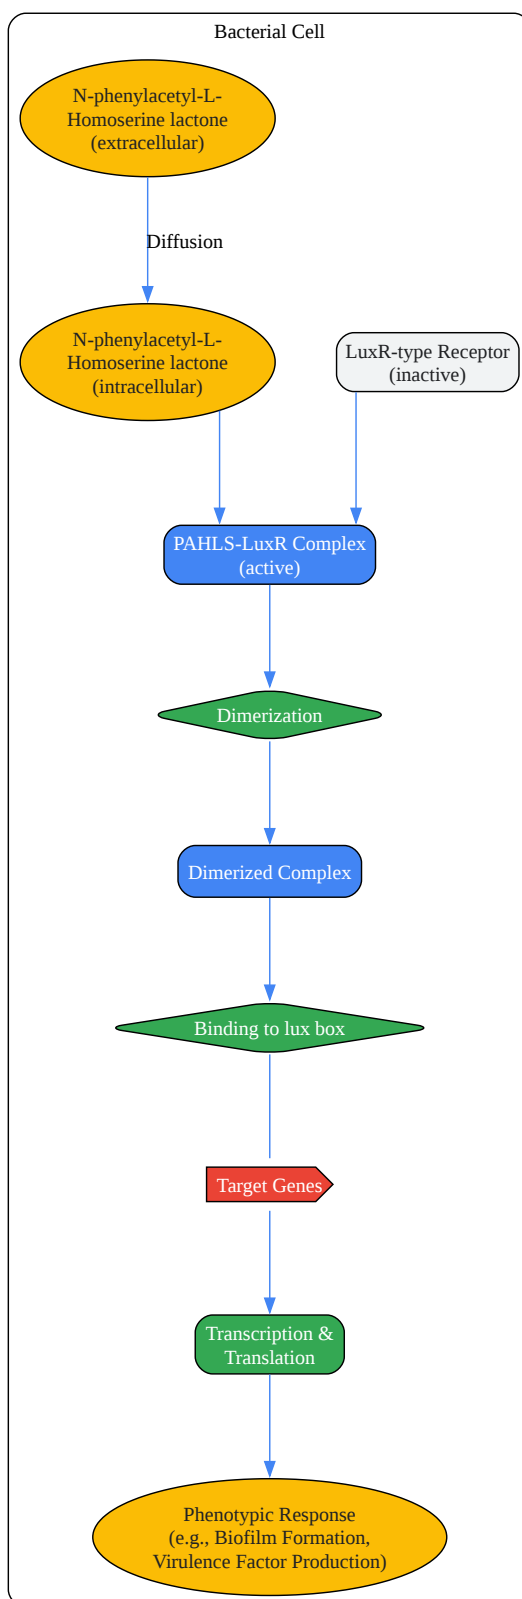 Bacterial Cell
N-phenylacetyl-L-
Homoserine lactone
(extracellular)
Diffusion
N-phenylacetyl-L-
Homoserine lactone
(intracellular)
LuxR-type Receptor
(inactive)
PAHLS-LuxR Complex
(active)
Dimerization
Dimerized Complex
Binding to lux box
Target Genes
Transcription &
Translation
Phenotypic Response
(e.g., Biofilm Formation,
Virulence Factor Production)